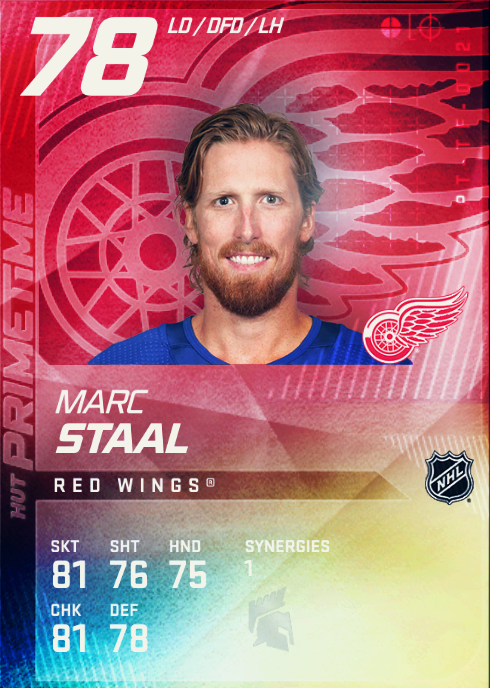 78
LD / DFD / LH
HUT PRIMETIME
MARC
STAAL
RED WINGS®
NHL
SKT SHT HND SYNERGIES
81 76 75 1
CHK DEF
81 78